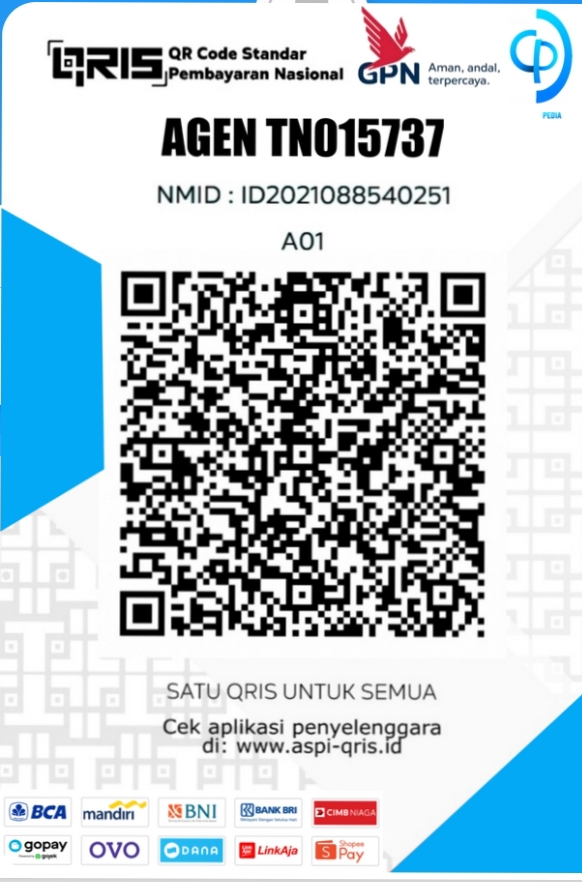 QRIS QR Code Standar
Pembayaran Nasional
GPN Aman, andal,
terpercaya.
CP
PEDIA
AGEN TN015737
NMID : ID2021088540251
A01
SATU QRIS UNTUK SEMUA
Cek aplikasi penyelenggara
di: www.aspi-qris.id
BCA mandiri BNI BANK BRI CIMB NIAGA
gopay OVO DANA LinkAja Shopee Pay